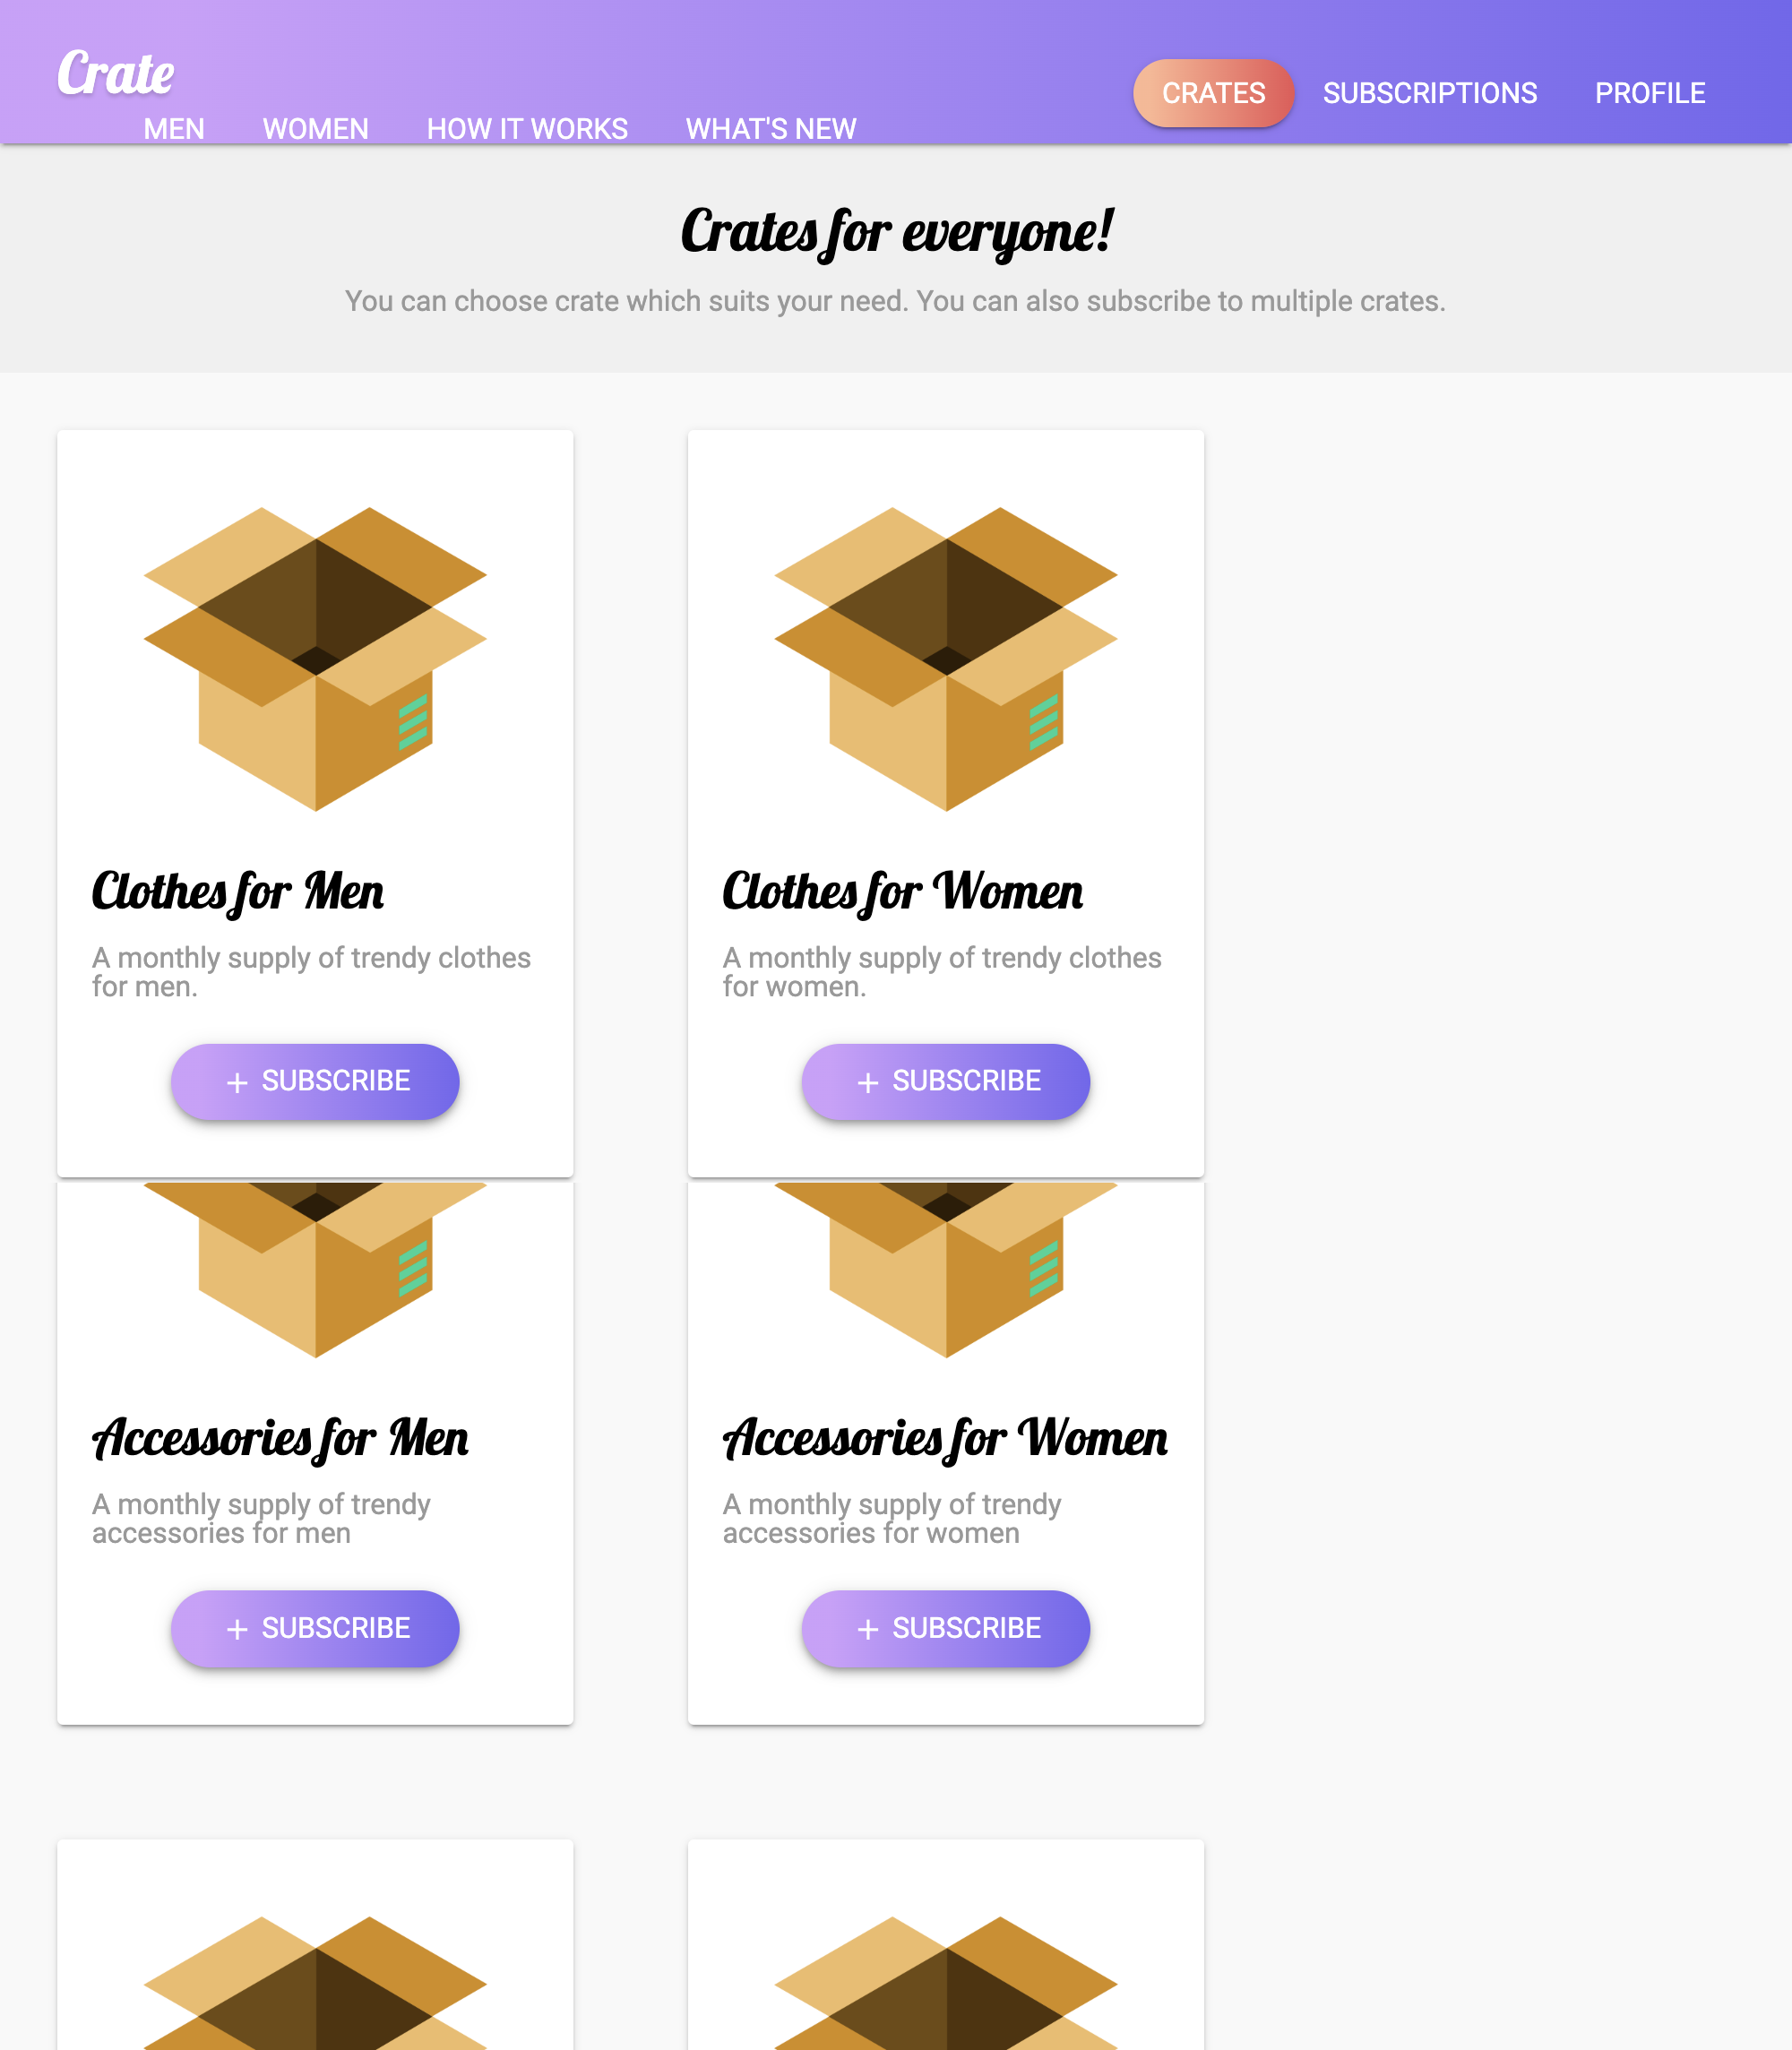 Crate
MEN WOMEN HOW IT WORKS WHAT'S NEW
CRATES SUBSCRIPTIONS PROFILE
Crates for everyone!
You can choose crate which suits your need. You can also subscribe to multiple crates.
Clothes for Men
A monthly supply of trendy clothes
for men.
+ SUBSCRIBE
Clothes for Women
A monthly supply of trendy clothes
for women.
+ SUBSCRIBE
Accessories for Men
A monthly supply of trendy
accessories for men
+ SUBSCRIBE
Accessories for Women
A monthly supply of trendy
accessories for women
+ SUBSCRIBE